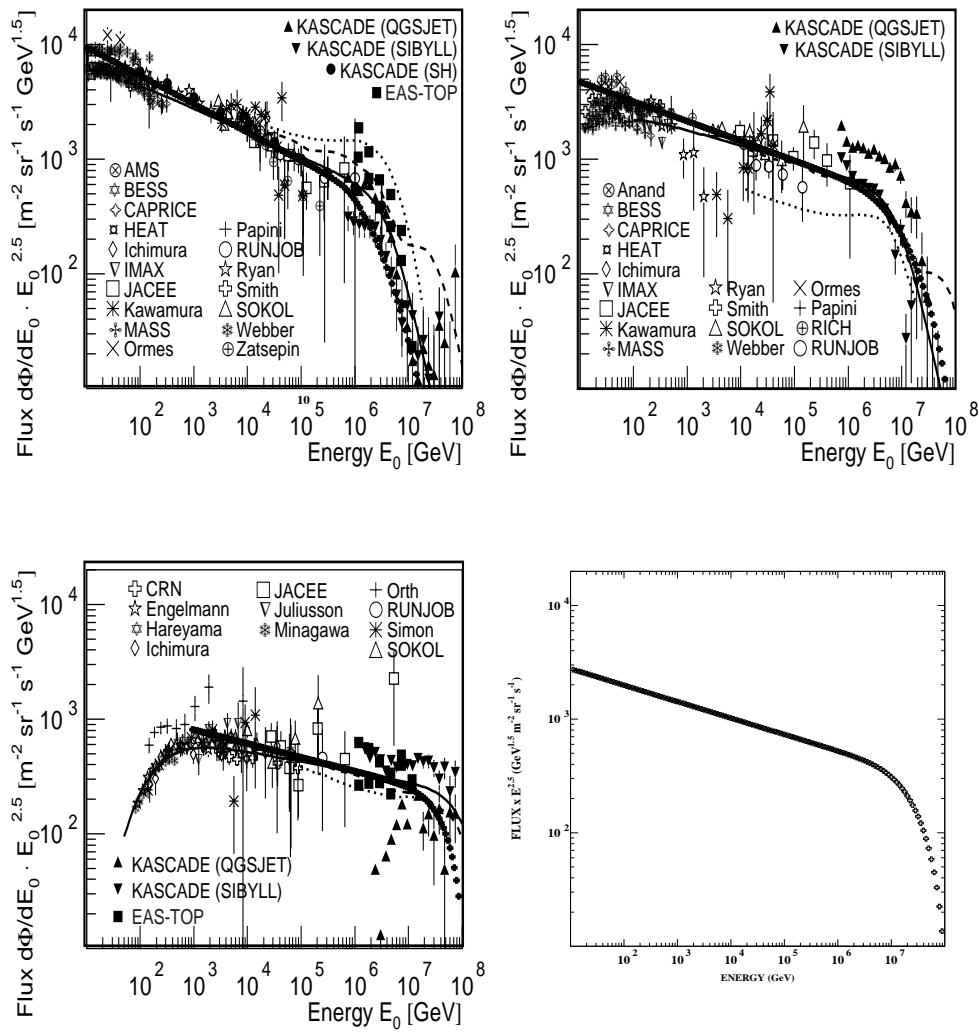 Flux dΦ/dE0 · E0 2.5 [m-2 sr-1 s-1 GeV1.5]
10 4
10 3
10 2
KASCADE (QGSJET)
KASCADE (SIBYLL)
KASCADE (SH)
EAS-TOP
AMS
BESS
CAPRICE
HEAT
Ichimura
IMAX
JACEE
Kawamura
MASS
Ormes
Papini
RUNJOB
Ryan
Smith
SOKOL
Webber
Zatsepin
10
10 2 10 3 10 4 10 5 10 6 10 7 10 8
Energy E0 [GeV]
Flux dΦ/dE0 · E0 2.5 [m-2 sr-1 s-1 GeV1.5]
10 4
10 3
10 2
KASCADE (QGSJET)
KASCADE (SIBYLL)
Anand
BESS
CAPRICE
HEAT
Ichimura
IMAX
JACEE
Kawamura
MASS
Ryan
Smith
SOKOL
Webber
Ormes
Papini
RICH
RUNJOB
10 2 10 3 10 4 10 5 10 6 10 7 10 8
Energy E0 [GeV]
Flux dΦ/dE0 · E0 2.5 [m-2 sr-1 s-1 GeV1.5]
10 4
10 3
10 2
CRN
Engelmann
Hareyama
Ichimura
JACEE
Juliusson
Minagawa
Orth
RUNJOB
Simon
SOKOL
KASCADE (QGSJET)
KASCADE (SIBYLL)
EAS-TOP
10 2 10 3 10 4 10 5 10 6 10 7 10 8
Energy E0 [GeV]
FLUX x E2.5 (GeV1.5 m-2 sr-1 s-1)
10 4
10 3
10 2
10 2 10 3 10 4 10 5 10 6 10 7
ENERGY (GeV)